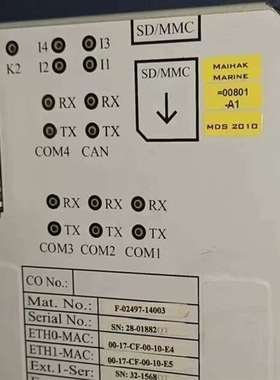 SD/MMC
I4 I3
K2 I2 I1
SD/MMC
MAIHAK
MARINE
=00801
-A1
MDS 2010
RX RX
TX TX
COM4 CAN
RX RX RX
TX TX TX
COM3 COM2 COM1
CO No.:
Mat. No.: F-02497-14003
Serial No.: SN: 28-01882
ETH0-MAC: 00-17-CF-00-10-E4
ETH1-MAC: 00-17-CF-00-10-E5
Ext.1-Ser: SN: 32-1568